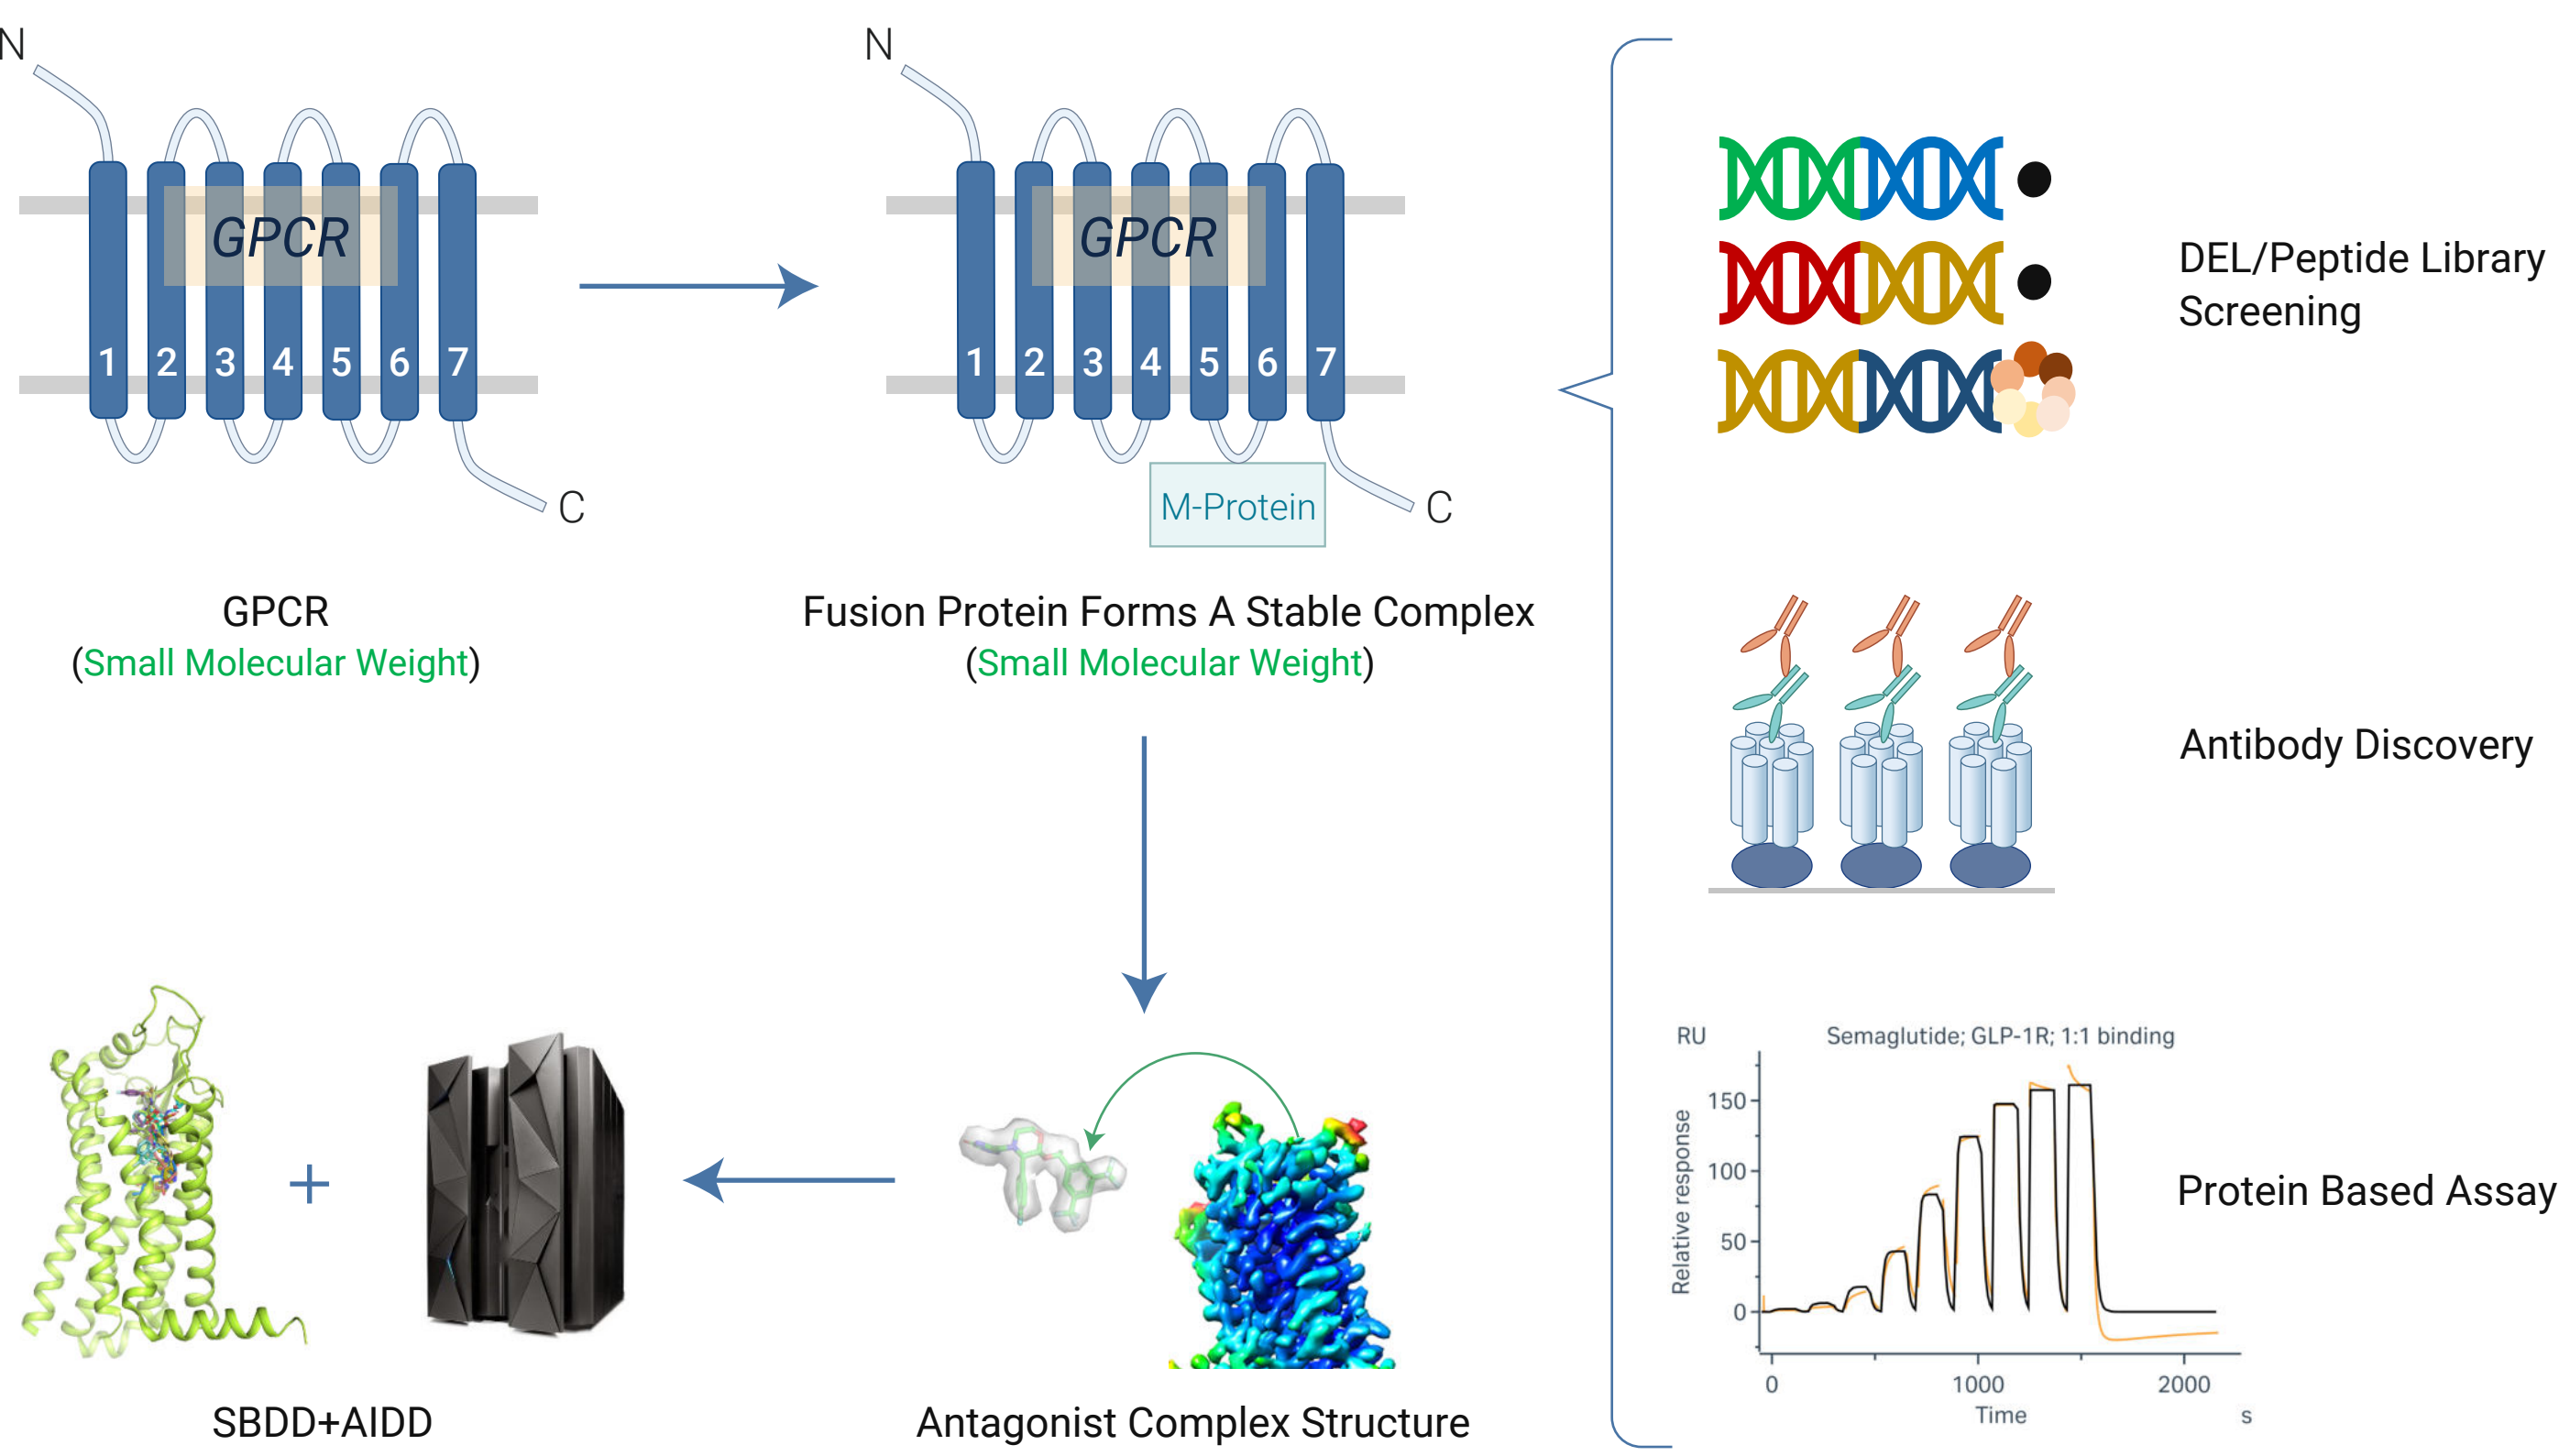 N
GPCR
1 2 3 4 5 6 7
C
GPCR
(Small Molecular Weight)
N
GPCR
1 2 3 4 5 6 7
M-Protein
C
Fusion Protein Forms A Stable Complex
(Small Molecular Weight)
DEL/Peptide Library
Screening
Antibody Discovery
RU
Semaglutide; GLP-1R; 1:1 binding
Relative response
150
100
50
0
0 1000 2000
Time
s
Protein Based Assay
+
SBDD+AIDD
Antagonist Complex Structure